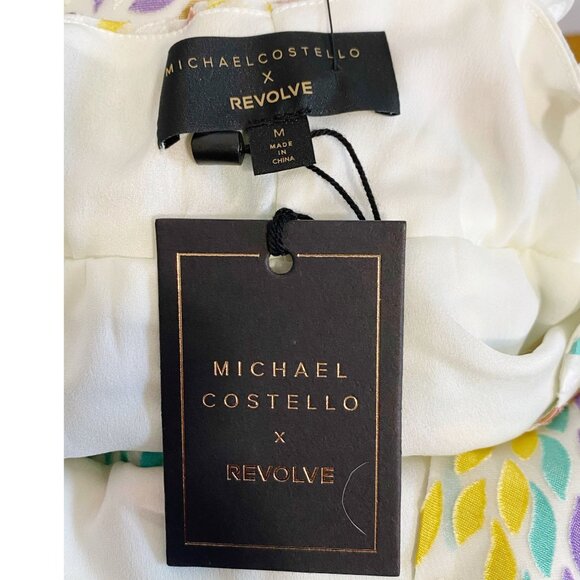 MICHAELCOSTELLO
X
REVOLVE
M
MADE
IN
CHINA
MICHAEL
COSTELLO
X
REVOLVE